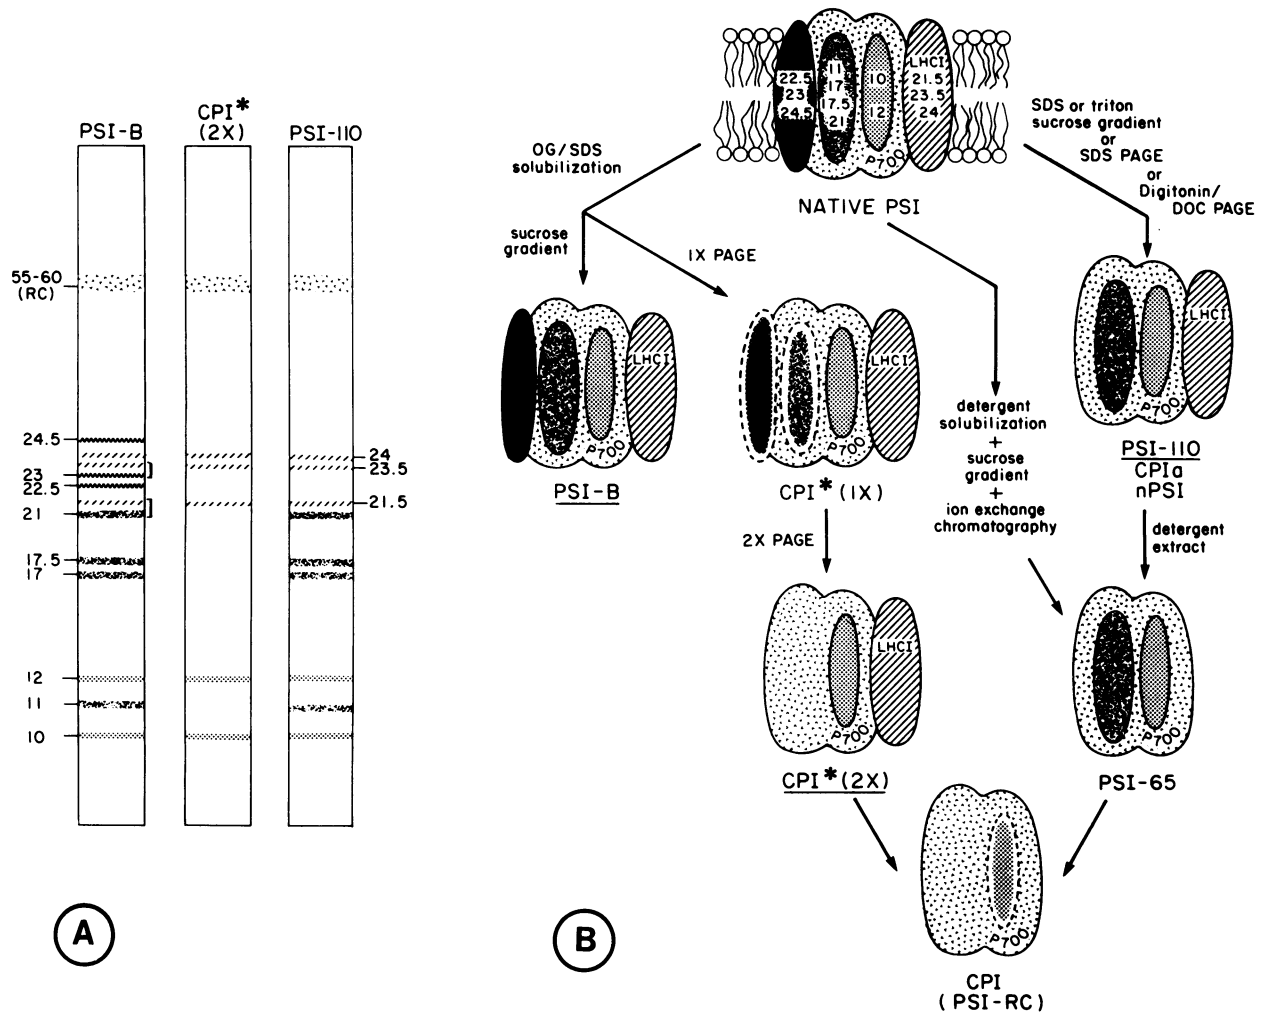 PSI-B
CPI*
(2X)
PSI-110
55-60
(RC)
24.5
23
22.5
21
17.5
17
12
11
10
24
23.5
21.5
A
22.5
23
24.5
11
17
17.5
21
10
12
P700
LHCI
21.5
23.5
24
NATIVE PSI
OG/SDS
solubilization
sucrose
gradient
1X PAGE
SDS or triton
sucrose gradient
or
SDS PAGE
or
Digitonin/
DOC PAGE
LHCI
P700
PSI-B
LHCI
P700
CPI*(1X)
detergent
solubilization
+
sucrose
gradient
+
ion exchange
chromatography
LHCI
P700
PSI-110
CPIa
nPSI
2X PAGE
detergent
extract
LHCI
P700
CPI*(2X)
P700
PSI-65
P700
CPI
(PSI-RC)
B